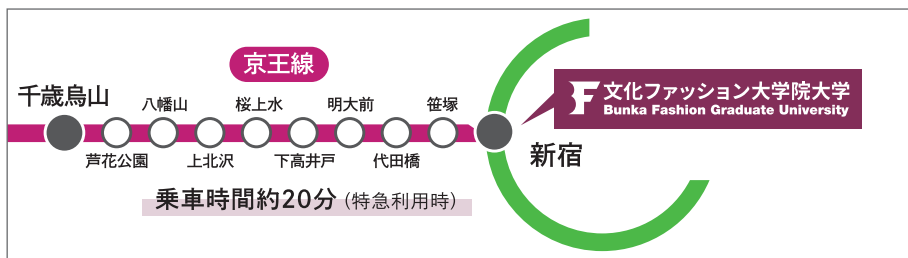 京王線
千歳烏山
芦花公園
八幡山
上北沢
桜上水
下高井戸
明大前
代田橋
笹塚
新宿
文化ファッション大学院大学
Bunka Fashion Graduate University
乗車時間約20分(特急利用時)